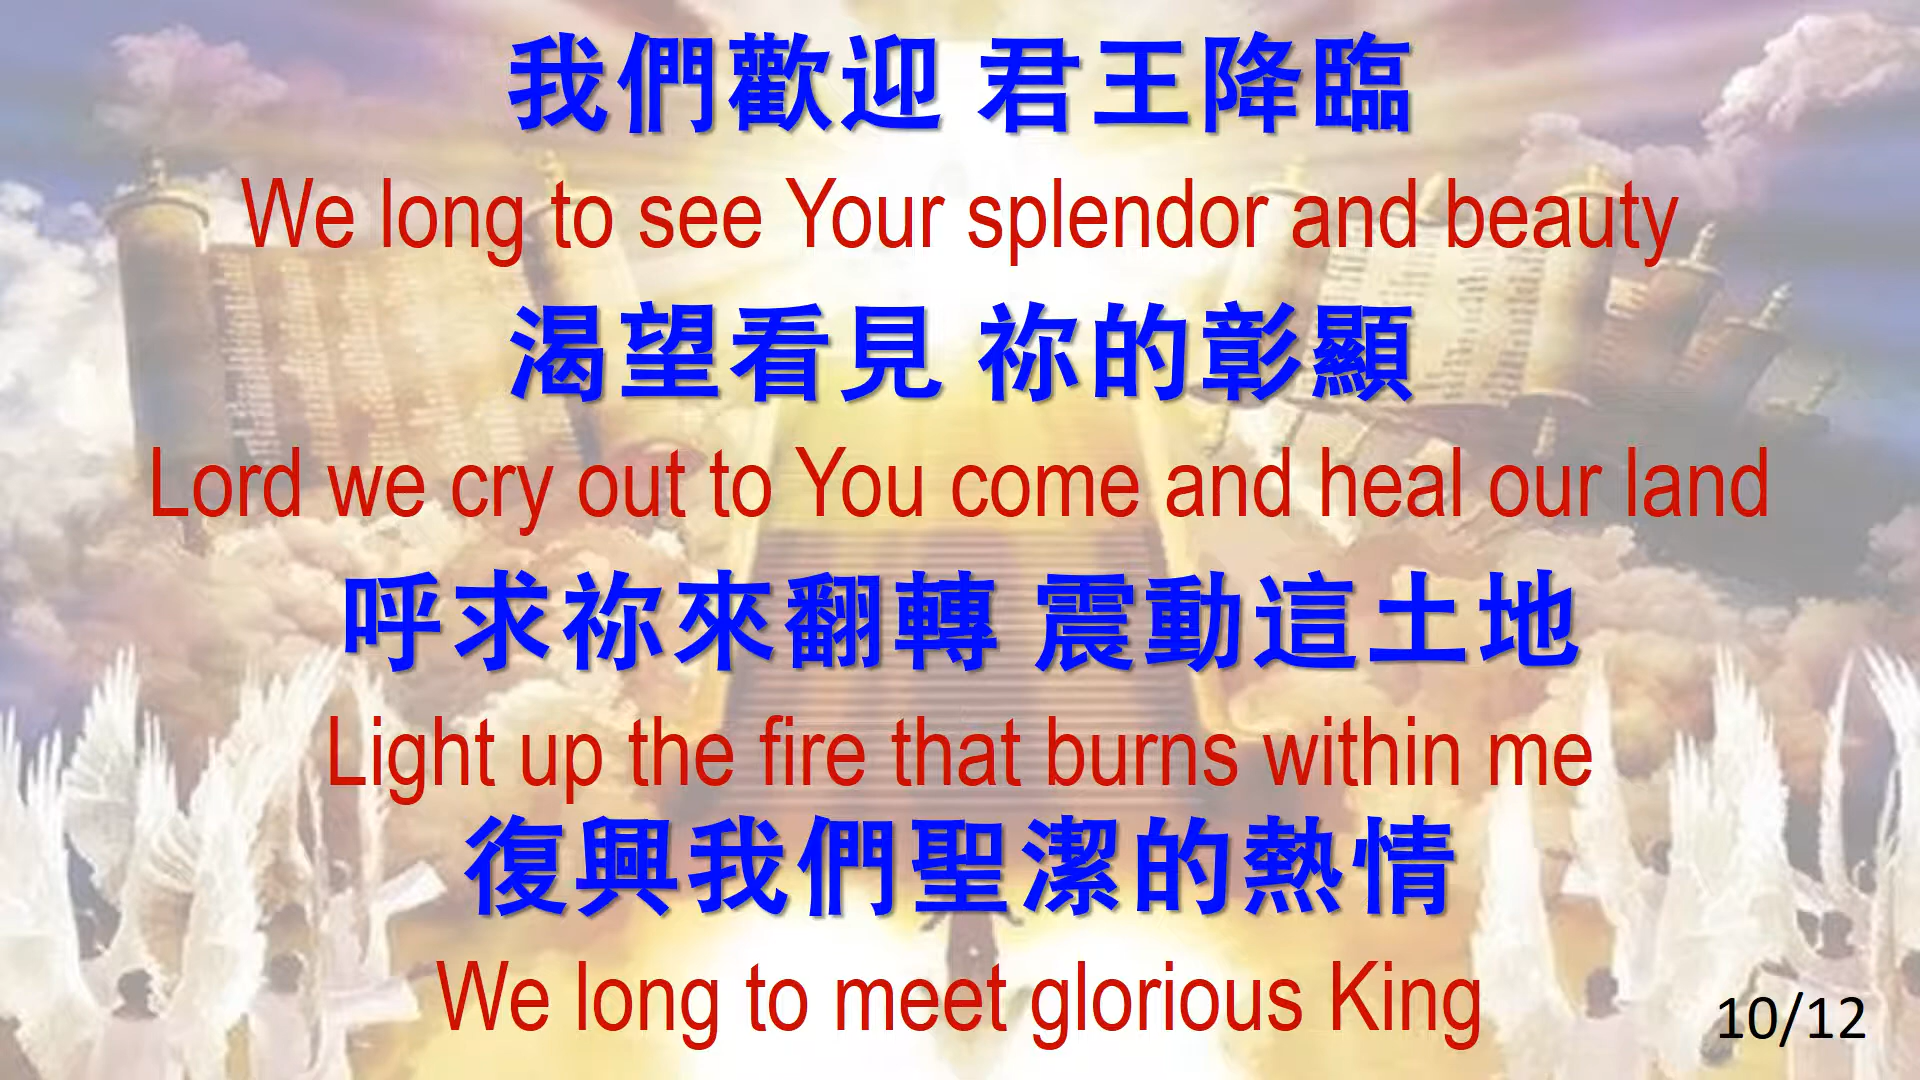 我們歡迎 君王降臨
We long to see Your splendor and beauty
渴望看見 祢的彰顯
Lord we cry out to You come and heal our land
呼求祢來翻轉 震動這土地
Light up the fire that burns within me
復興我們聖潔的熱情
We long to meet glorious King
10/12